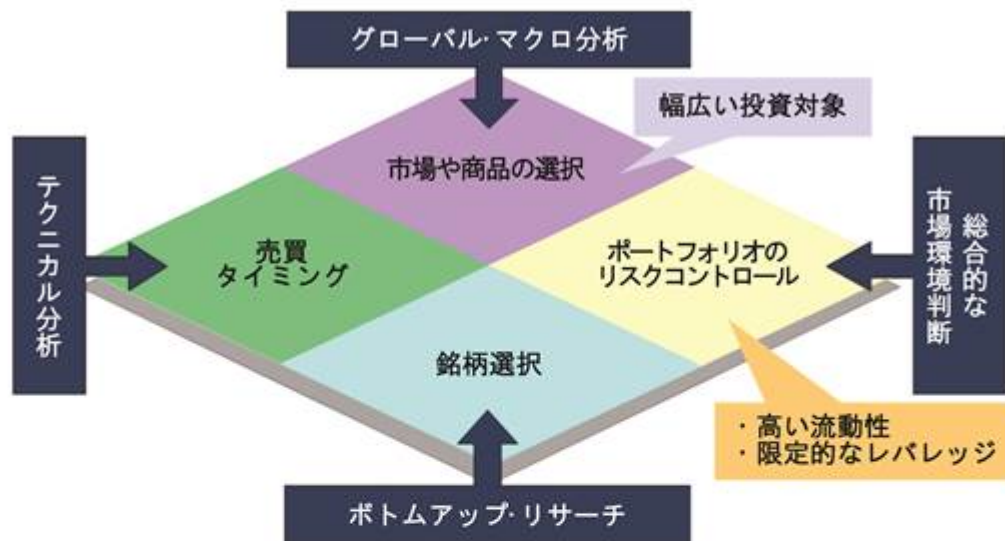 グローバル・マクロ分析
幅広い投資対象
市場や商品の選択
テクニカル分析
売買
タイミング
ポートフォリオの
リスクコントロール
総合的な
市場環境判断
銘柄選択
・高い流動性
・限定的なレバレッジ
ボトムアップ・リサーチ